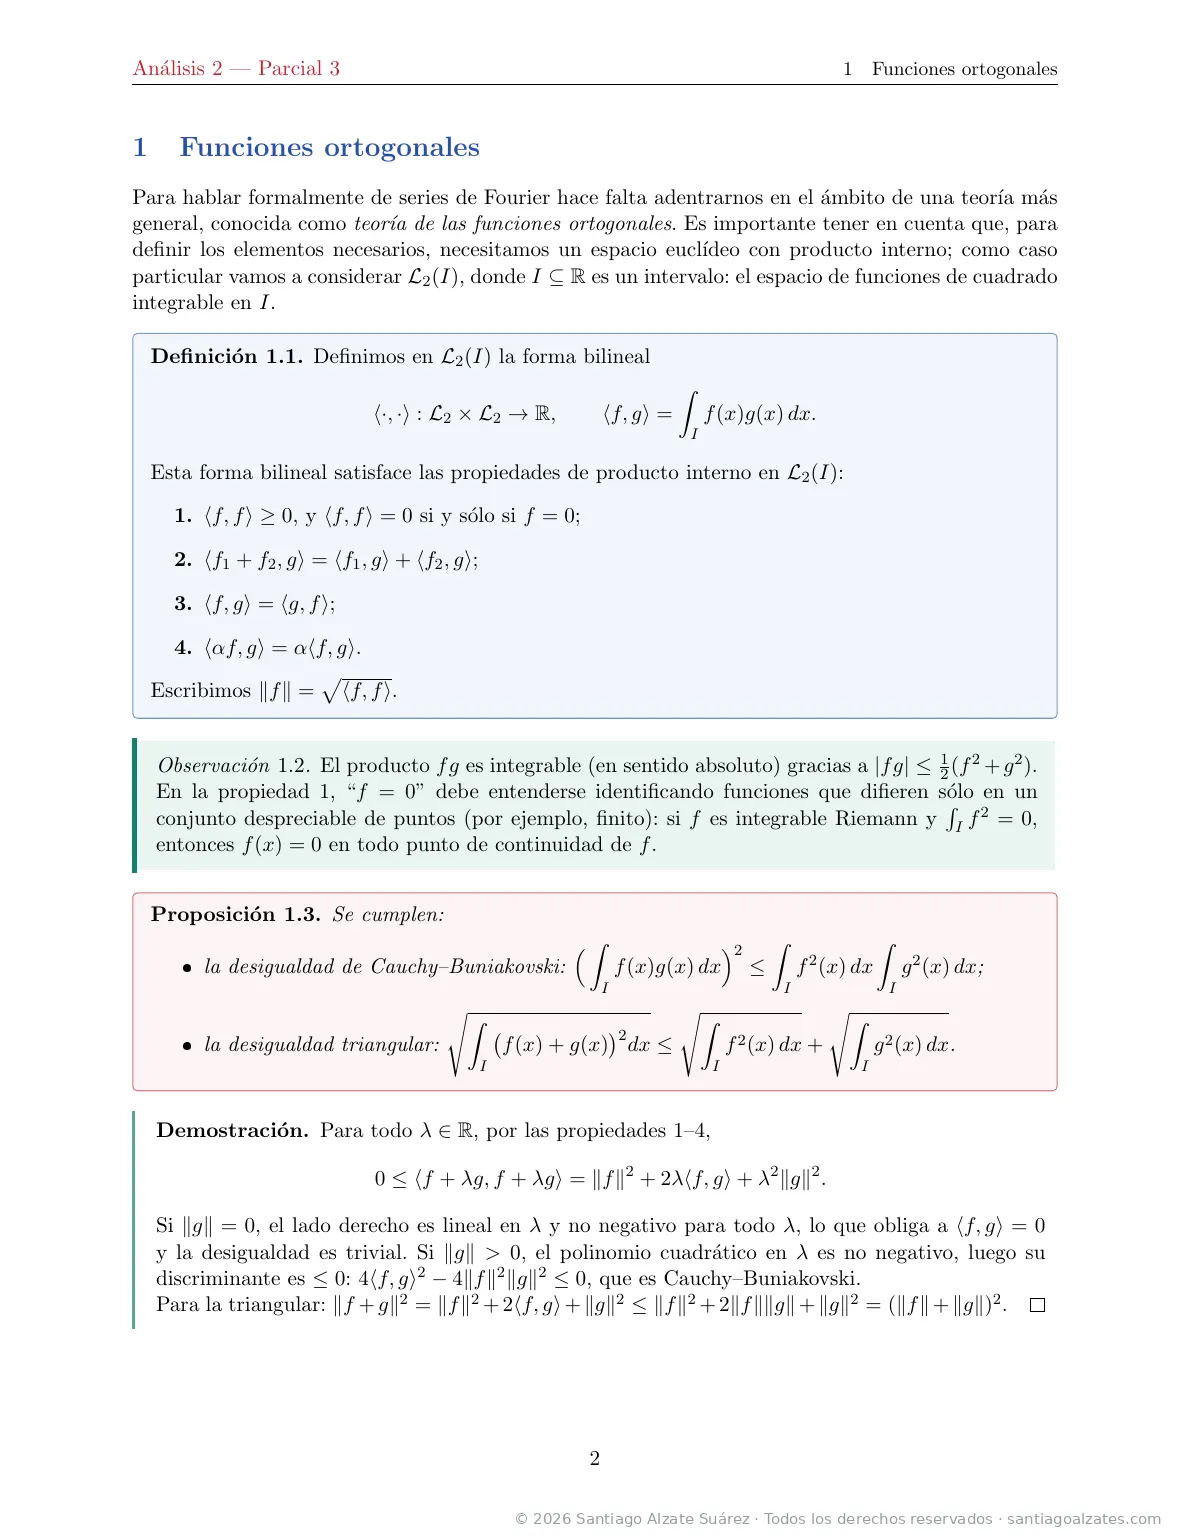 Análisis 2 — Parcial 3
1 Funciones ortogonales
1 Funciones ortogonales
Para hablar formalmente de series de Fourier hace falta adentrarnos en el ámbito de una teoría más
general, conocida como teoría de las funciones ortogonales. Es importante tener en cuenta que, para
definir los elementos necesarios, necesitamos un espacio euclídeo con producto interno; como caso
particular vamos a considerar ℒ₂(I), donde I ⊆ ℝ es un intervalo: el espacio de funciones de cuadrado
integrable en I.
Definición 1.1. Definimos en ℒ₂(I) la forma bilineal
⟨·, ·⟩ : ℒ₂ × ℒ₂ → ℝ, ⟨f, g⟩ = ∫_I f(x)g(x) dx.
Esta forma bilineal satisface las propiedades de producto interno en ℒ₂(I):
1. ⟨f, f⟩ ≥ 0, y ⟨f, f⟩ = 0 si y sólo si f = 0;
2. ⟨f₁ + f₂, g⟩ = ⟨f₁, g⟩ + ⟨f₂, g⟩;
3. ⟨f, g⟩ = ⟨g, f⟩;
4. ⟨αf, g⟩ = α⟨f, g⟩.
Escribimos ‖f‖ = √⟨f, f⟩.
Observación 1.2. El producto fg es integrable (en sentido absoluto) gracias a |fg| ≤ ½(f² + g²).
En la propiedad 1, “f = 0” debe entenderse identificando funciones que difieren sólo en un
conjunto despreciable de puntos (por ejemplo, finito): si f es integrable Riemann y ∫_I f² = 0,
entonces f(x) = 0 en todo punto de continuidad de f.
Proposición 1.3. Se cumplen:
• la desigualdad de Cauchy–Buniakovski: (∫_I f(x)g(x) dx)² ≤ ∫_I f²(x) dx ∫_I g²(x) dx;
• la desigualdad triangular: √(∫_I (f(x) + g(x))² dx) ≤ √(∫_I f²(x) dx) + √(∫_I g²(x) dx).
Demostración. Para todo λ ∈ ℝ, por las propiedades 1–4,
0 ≤ ⟨f + λg, f + λg⟩ = ‖f‖² + 2λ⟨f, g⟩ + λ²‖g‖².
Si ‖g‖ = 0, el lado derecho es lineal en λ y no negativo para todo λ, lo que obliga a ⟨f, g⟩ = 0
y la desigualdad es trivial. Si ‖g‖ > 0, el polinomio cuadrático en λ es no negativo, luego su
discriminante es ≤ 0: 4⟨f, g⟩² − 4‖f‖²‖g‖² ≤ 0, que es Cauchy–Buniakovski.
Para la triangular: ‖f + g‖² = ‖f‖² + 2⟨f, g⟩ + ‖g‖² ≤ ‖f‖² + 2‖f‖‖g‖ + ‖g‖² = (‖f‖ + ‖g‖)². □
2
© 2026 Santiago Alzate Suárez · Todos los derechos reservados · santiagoalzates.com